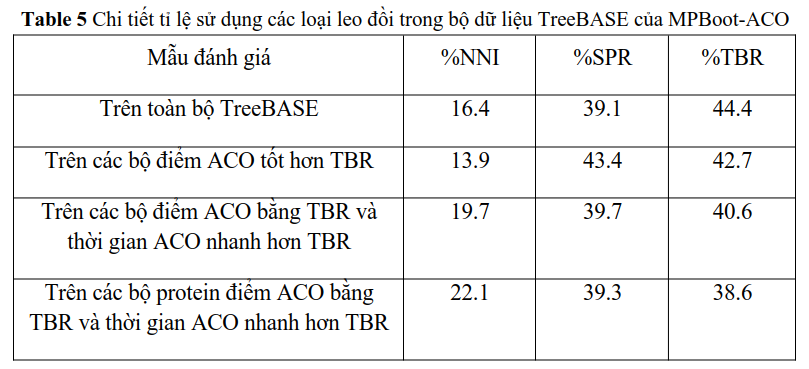 Table 5 Chi tiết tỉ lệ sử dụng các loại leo đồi trong bộ dữ liệu TreeBASE của MPBoot-ACO
Mẫu đánh giá %NNI %SPR %TBR
Trên toàn bộ TreeBASE 16.4 39.1 44.4
Trên các bộ điểm ACO tốt hơn TBR 13.9 43.4 42.7
Trên các bộ điểm ACO bằng TBR và
thời gian ACO nhanh hơn TBR 19.7 39.7 40.6
Trên các bộ protein điểm ACO bằng
TBR và thời gian ACO nhanh hơn TBR 22.1 39.3 38.6